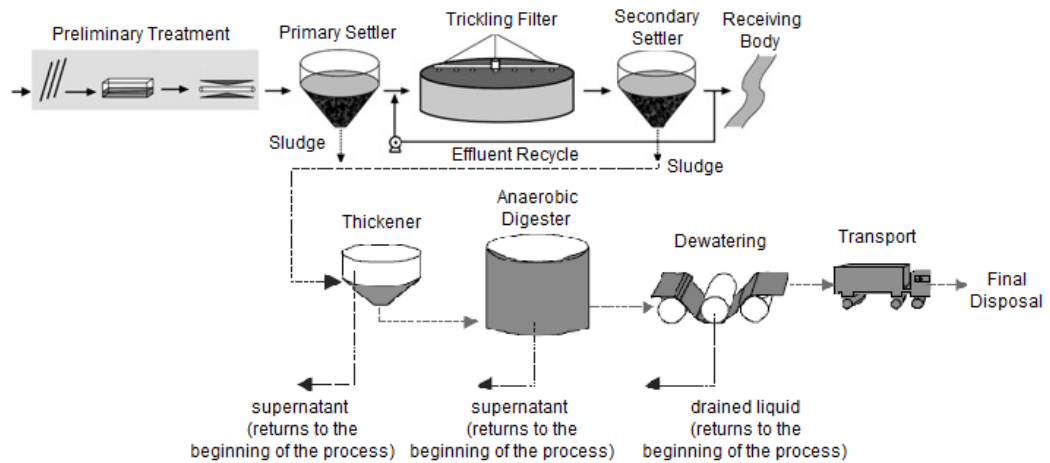 Preliminary Treatment
Primary Settler
Trickling Filter
Secondary
Settler
Receiving
Body
Sludge
Effluent Recycle
Sludge
Thickener
Anaerobic
Digester
Dewatering
Transport
Final
Disposal
supernatant
(returns to the
beginning of the process)
supernatant
(returns to the
beginning of the process)
drained liquid
(returns to the
beginning of the process)